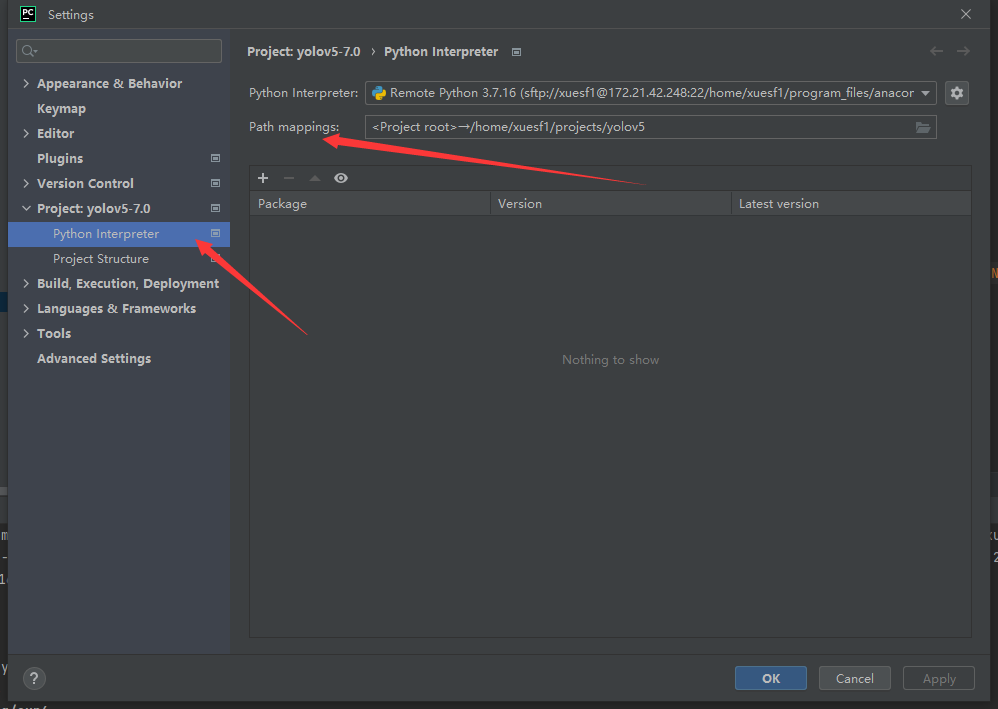 PC Settings
Project: yolov5-7.0 › Python Interpreter
Appearance & Behavior
Keymap
Editor
Plugins
Version Control
Project: yolov5-7.0
Python Interpreter
Project Structure
Build, Execution, Deployment
Languages & Frameworks
Tools
Advanced Settings
Python Interpreter: Remote Python 3.7.16 (sftp://xuesf1@172.21.42.248:22/home/xuesf1/program_files/anacor
Path mappings: <Project root>→/home/xuesf1/projects/yolov5
Package Version Latest version
Nothing to show
? OK Cancel Apply